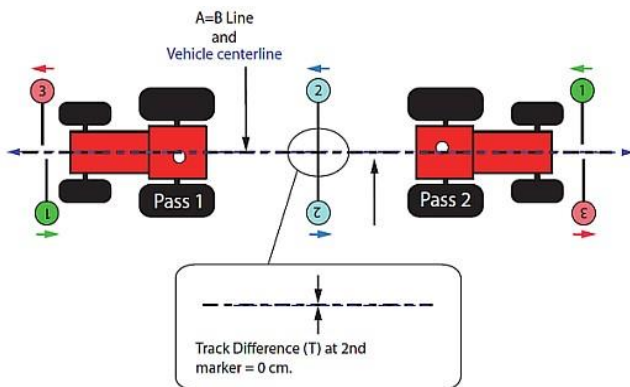 A=B Line
and
Vehicle centerline
3
2
1
Pass 1
Pass 2
1
2
3
Track Difference (T) at 2nd
marker = 0 cm.